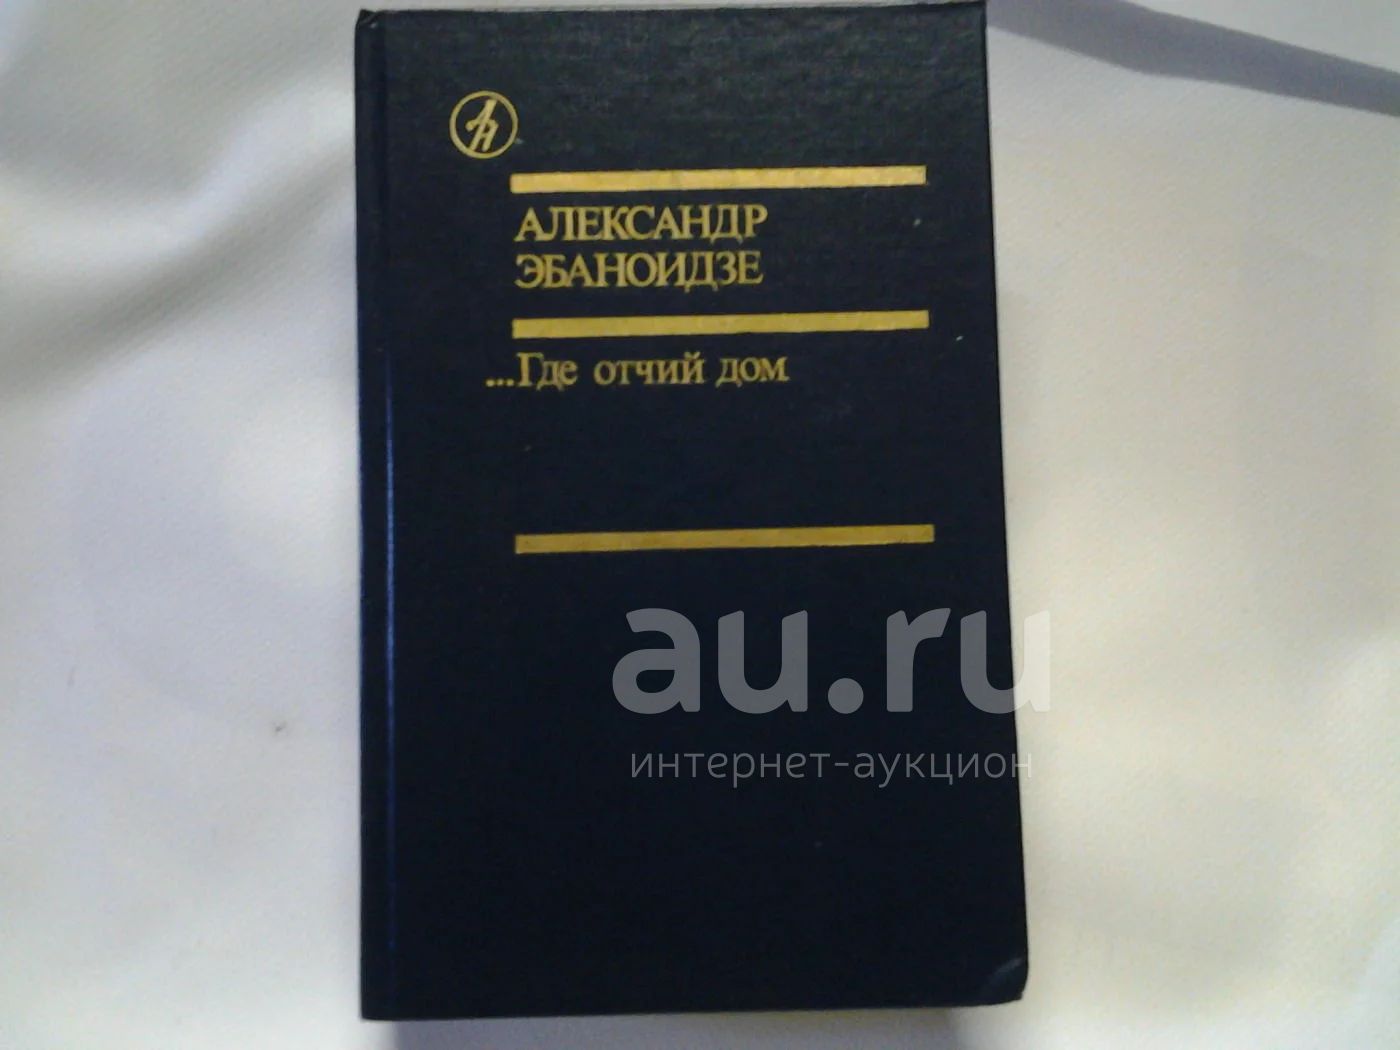 АЛЕКСАНДР
ЭБАНОИДЗЕ
...Где отчий дом
au.ru
интернет-аукцион